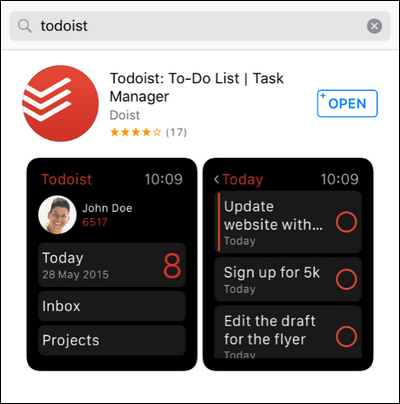 todoist
Todoist: To-Do List | Task
Manager
Doist
(17)
+OPEN
Todoist 10:09
John Doe
6517
Today
28 May 2015
8
Inbox
Projects
<Today 10:09
Update
website with...
Today
Sign up for 5k
Today
Edit the draft
for the flyer
Today